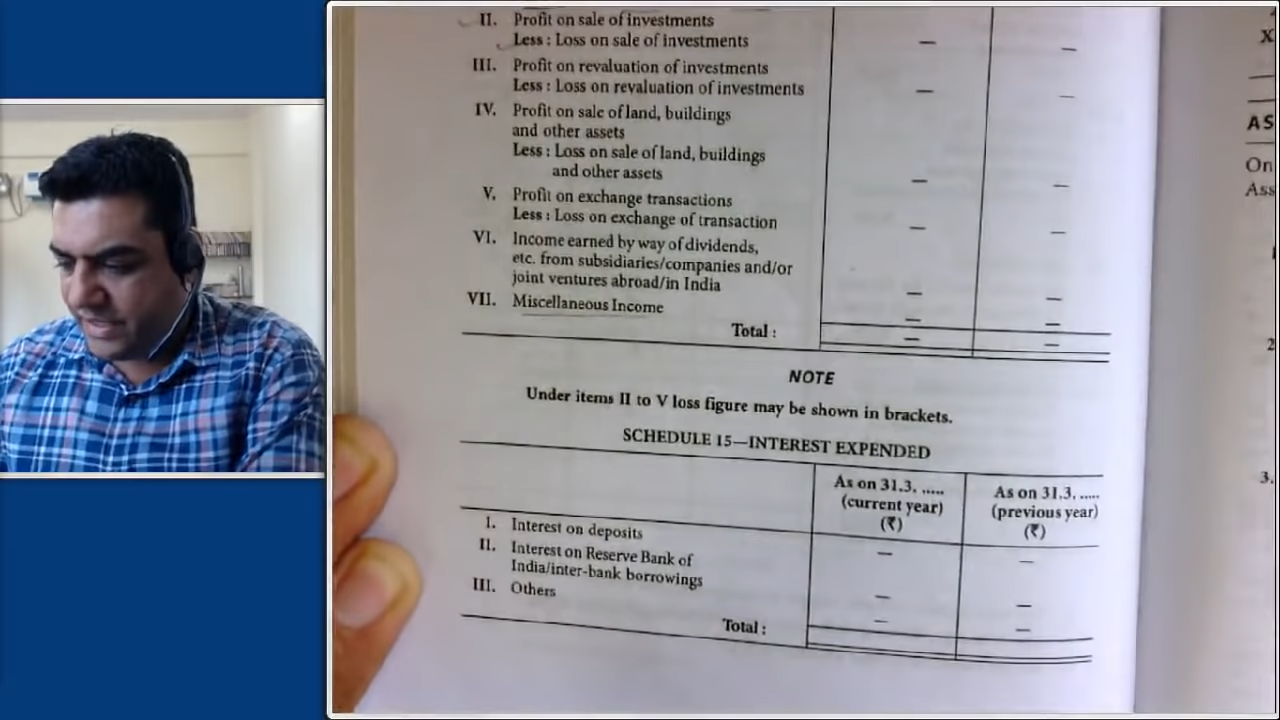 II. Profit on sale of investments
Less : Loss on sale of investments — —
III. Profit on revaluation of investments
Less : Loss on revaluation of investments — —
IV. Profit on sale of land, buildings
and other assets
Less : Loss on sale of land, buildings
and other assets — —
V. Profit on exchange transactions
Less : Loss on exchange of transaction — —
VI. Income earned by way of dividends,
etc. from subsidiaries/companies and/or
joint ventures abroad/in India — —
VII. Miscellaneous Income — —
Total : — —
NOTE
Under items II to V loss figure may be shown in brackets.
SCHEDULE 15—INTEREST EXPENDED
As on 31.3. ..... As on 31.3. .....
(current year) (previous year)
(₹) (₹)
I. Interest on deposits — —
II. Interest on Reserve Bank of
India/inter-bank borrowings — —
III. Others — —
Total :
X
AS
On
Ass
2
3.